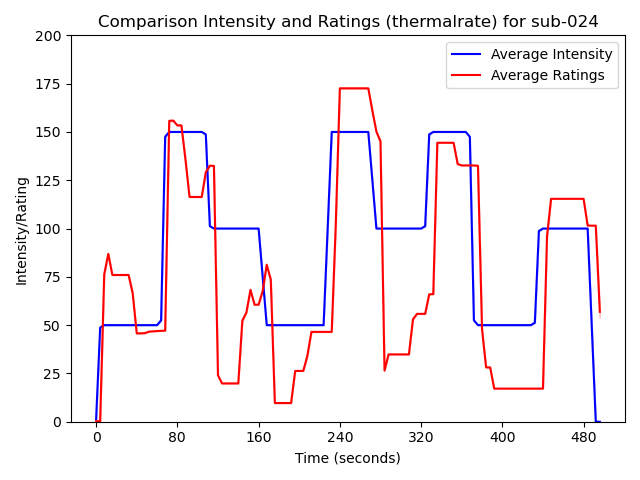 Comparison Intensity and Ratings (thermalrate) for sub-024
200
175
150
125
100
75
50
25
0
Intensity/Rating
Average Intensity
Average Ratings
0 80 160 240 320 400 480
Time (seconds)